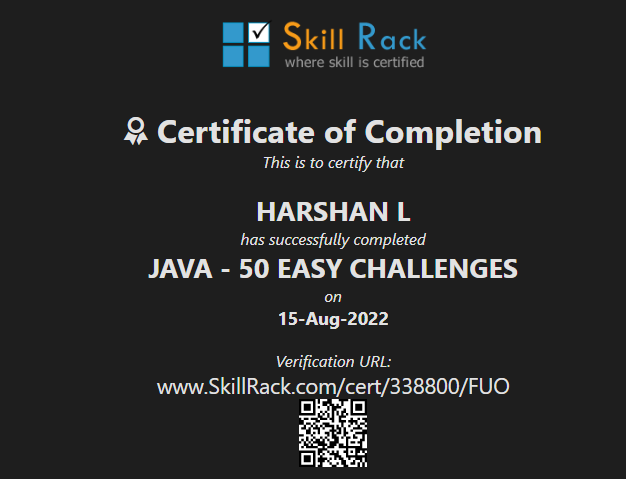 Skill Rack
where skill is certified
Certificate of Completion
This is to certify that
HARSHAN L
has successfully completed
JAVA - 50 EASY CHALLENGES
on
15-Aug-2022
Verification URL:
www.SkillRack.com/cert/338800/FUO